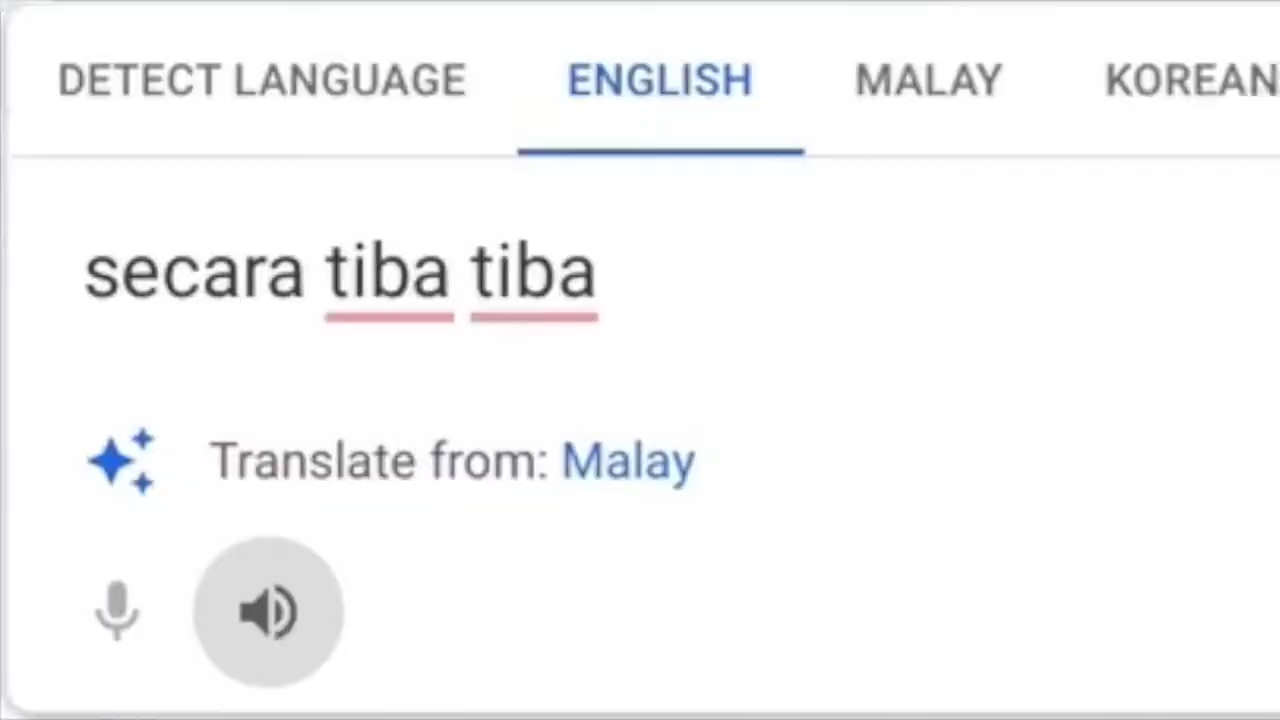 DETECT LANGUAGE ENGLISH MALAY KOREAN
secara tiba tiba
Translate from: Malay